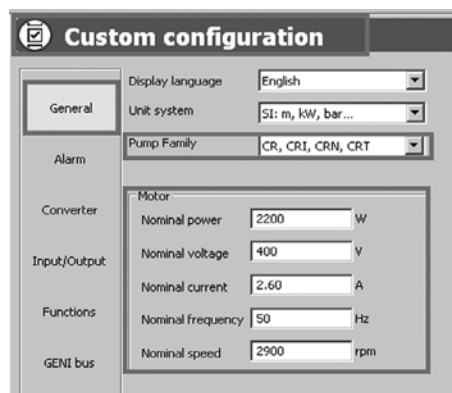 Custom configuration
General
Alarm
Converter
Input/Output
Functions
GENI bus
Display language English
Unit system SI: m, kW, bar...
Pump Family CR, CRI, CRN, CRT
Motor
Nominal power 2200 W
Nominal voltage 400 V
Nominal current 2.60 A
Nominal frequency 50 Hz
Nominal speed 2900 rpm